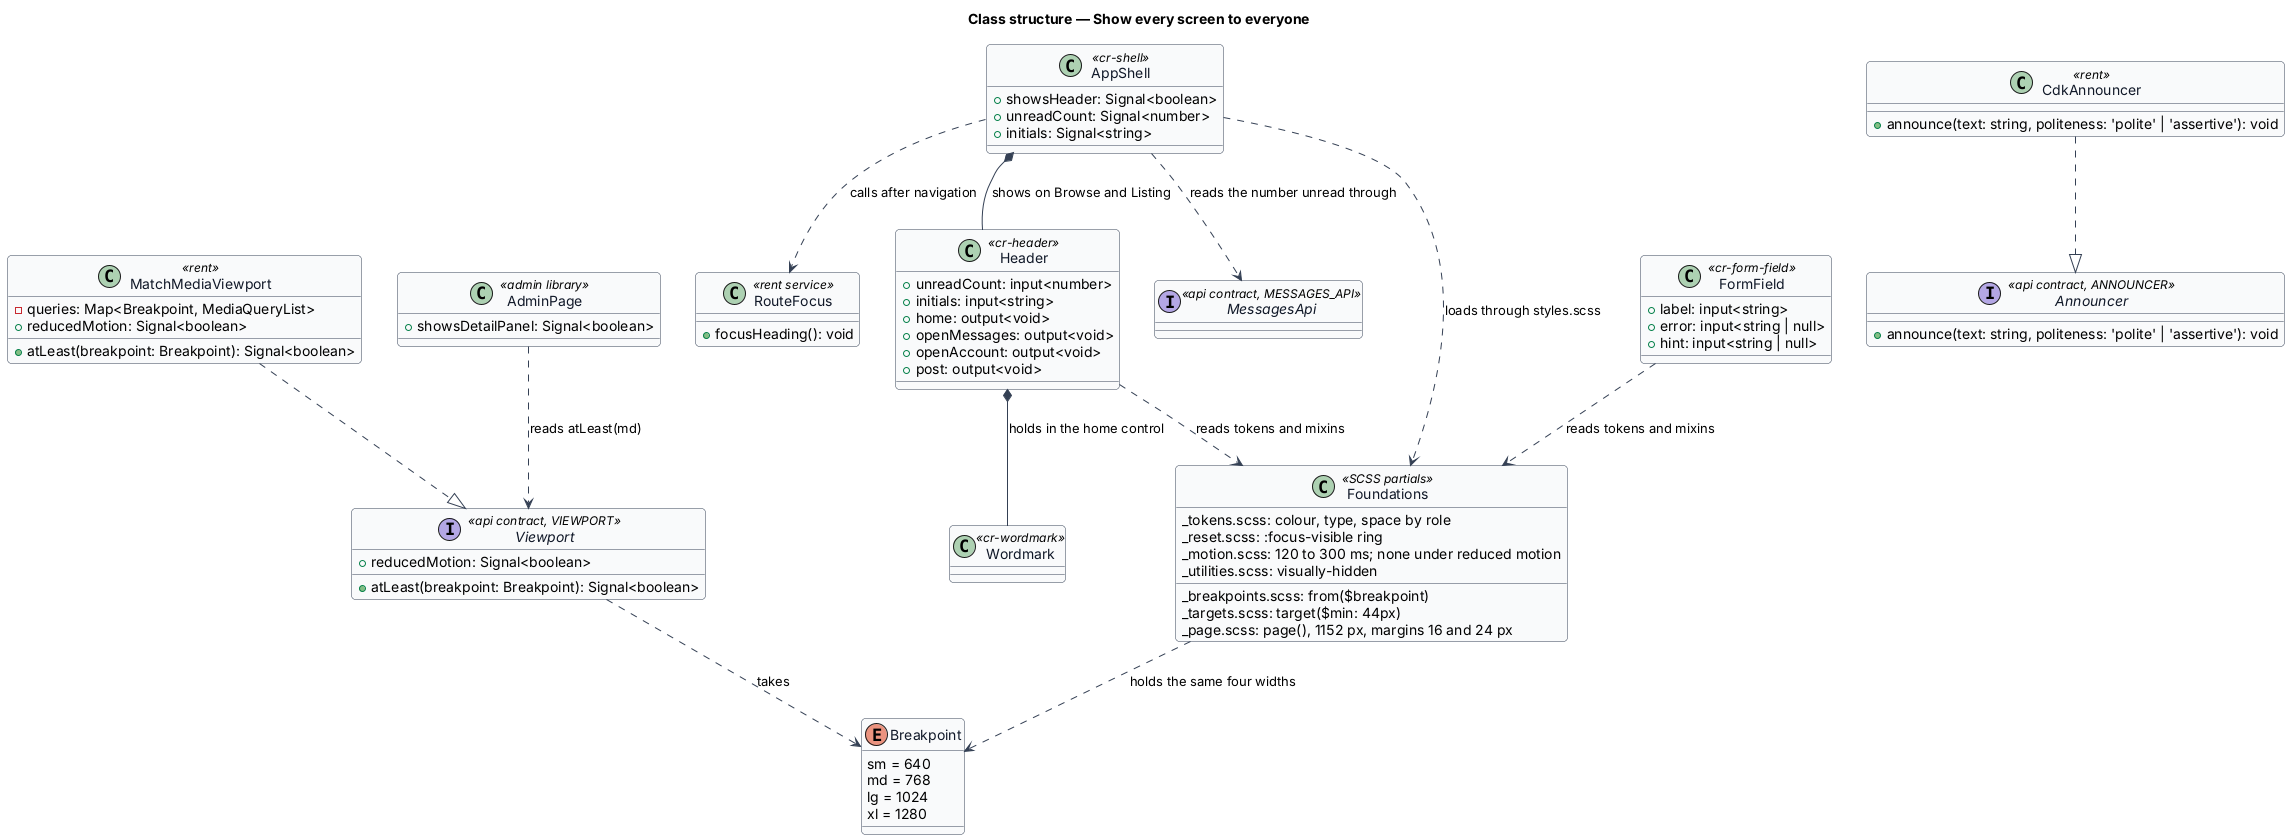 Class structure — Show every screen to everyone
C
«cr-shell»
AppShell
showsHeader: Signal<boolean>
unreadCount: Signal<number>
initials: Signal<string>
C
«rent»
CdkAnnouncer
announce(text: string, politeness: 'polite' | 'assertive'): void
calls after navigation
shows on Browse and Listing
reads the number unread through
loads through styles.scss
C
«rent»
MatchMediaViewport
queries: Map<Breakpoint, MediaQueryList>
reducedMotion: Signal<boolean>
atLeast(breakpoint: Breakpoint): Signal<boolean>
C
«admin library»
AdminPage
showsDetailPanel: Signal<boolean>
C
«rent service»
RouteFocus
focusHeading(): void
C
«cr-header»
Header
unreadCount: input<number>
initials: input<string>
home: output<void>
openMessages: output<void>
openAccount: output<void>
post: output<void>
I
«api contract, MESSAGES_API»
MessagesApi
C
«cr-form-field»
FormField
label: input<string>
error: input<string | null>
hint: input<string | null>
I
«api contract, ANNOUNCER»
Announcer
announce(text: string, politeness: 'polite' | 'assertive'): void
reads atLeast(md)
holds in the home control
reads tokens and mixins
reads tokens and mixins
I
«api contract, VIEWPORT»
Viewport
reducedMotion: Signal<boolean>
atLeast(breakpoint: Breakpoint): Signal<boolean>
C
«cr-wordmark»
Wordmark
C
«SCSS partials»
Foundations
_tokens.scss: colour, type, space by role
_reset.scss: :focus-visible ring
_motion.scss: 120 to 300 ms; none under reduced motion
_utilities.scss: visually-hidden
_breakpoints.scss: from($breakpoint)
_targets.scss: target($min: 44px)
_page.scss: page(), 1152 px, margins 16 and 24 px
takes
holds the same four widths
E
Breakpoint
sm = 640
md = 768
lg = 1024
xl = 1280